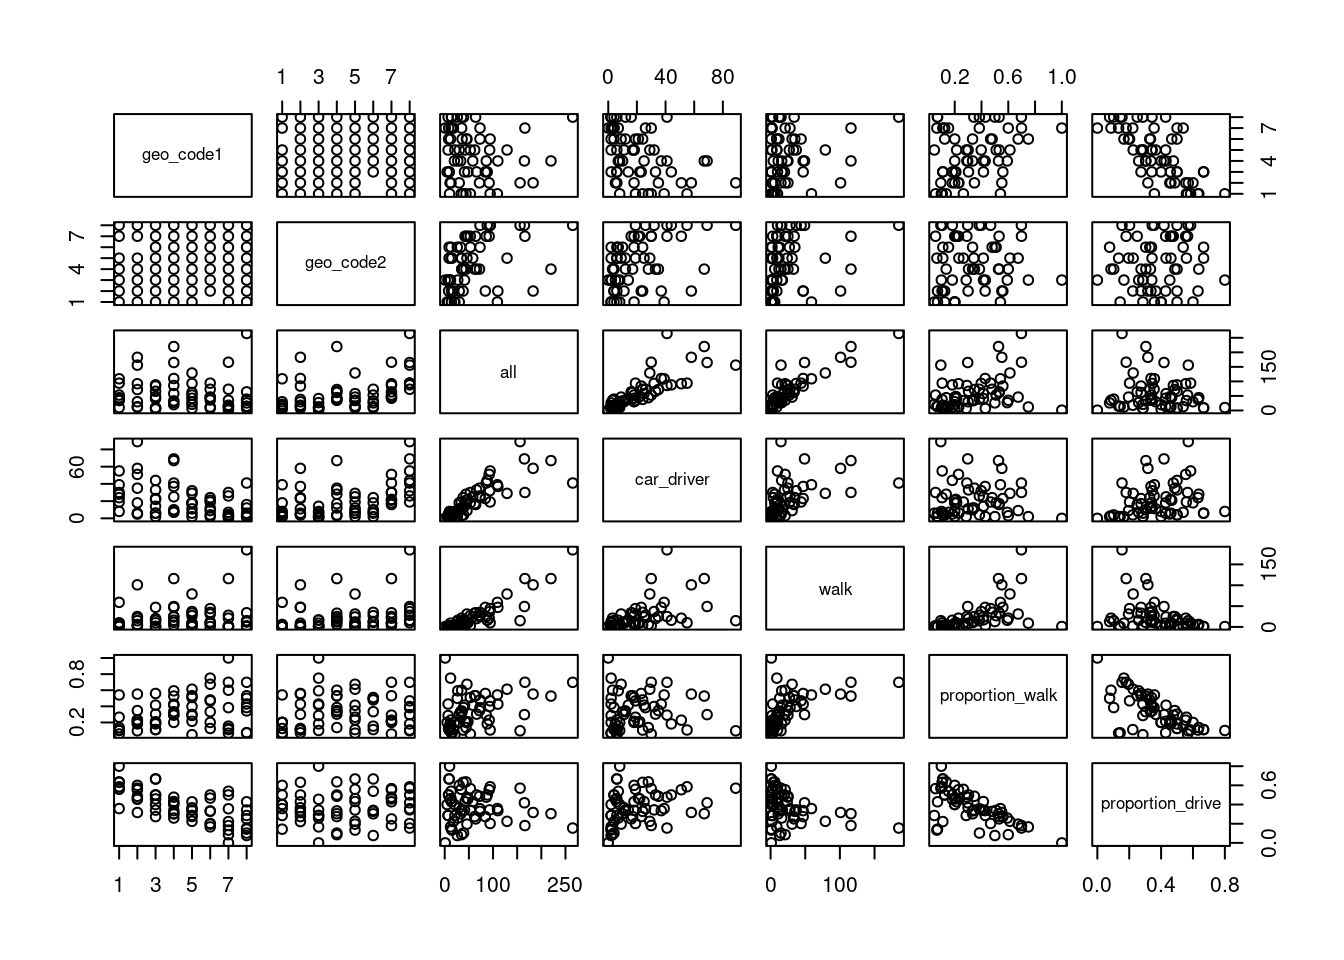 1 3 5 7 0 40 80 0.2 0.6 1.0
geo_code1 1 4 7
1 4 7 geo_code2
all 0 150
0 60 car_driver
walk 0 150
0.2 0.8 proportion_walk
proportion_drive 0.0 0.6
1 3 5 7 0 100 250 0 100 0.0 0.4 0.8